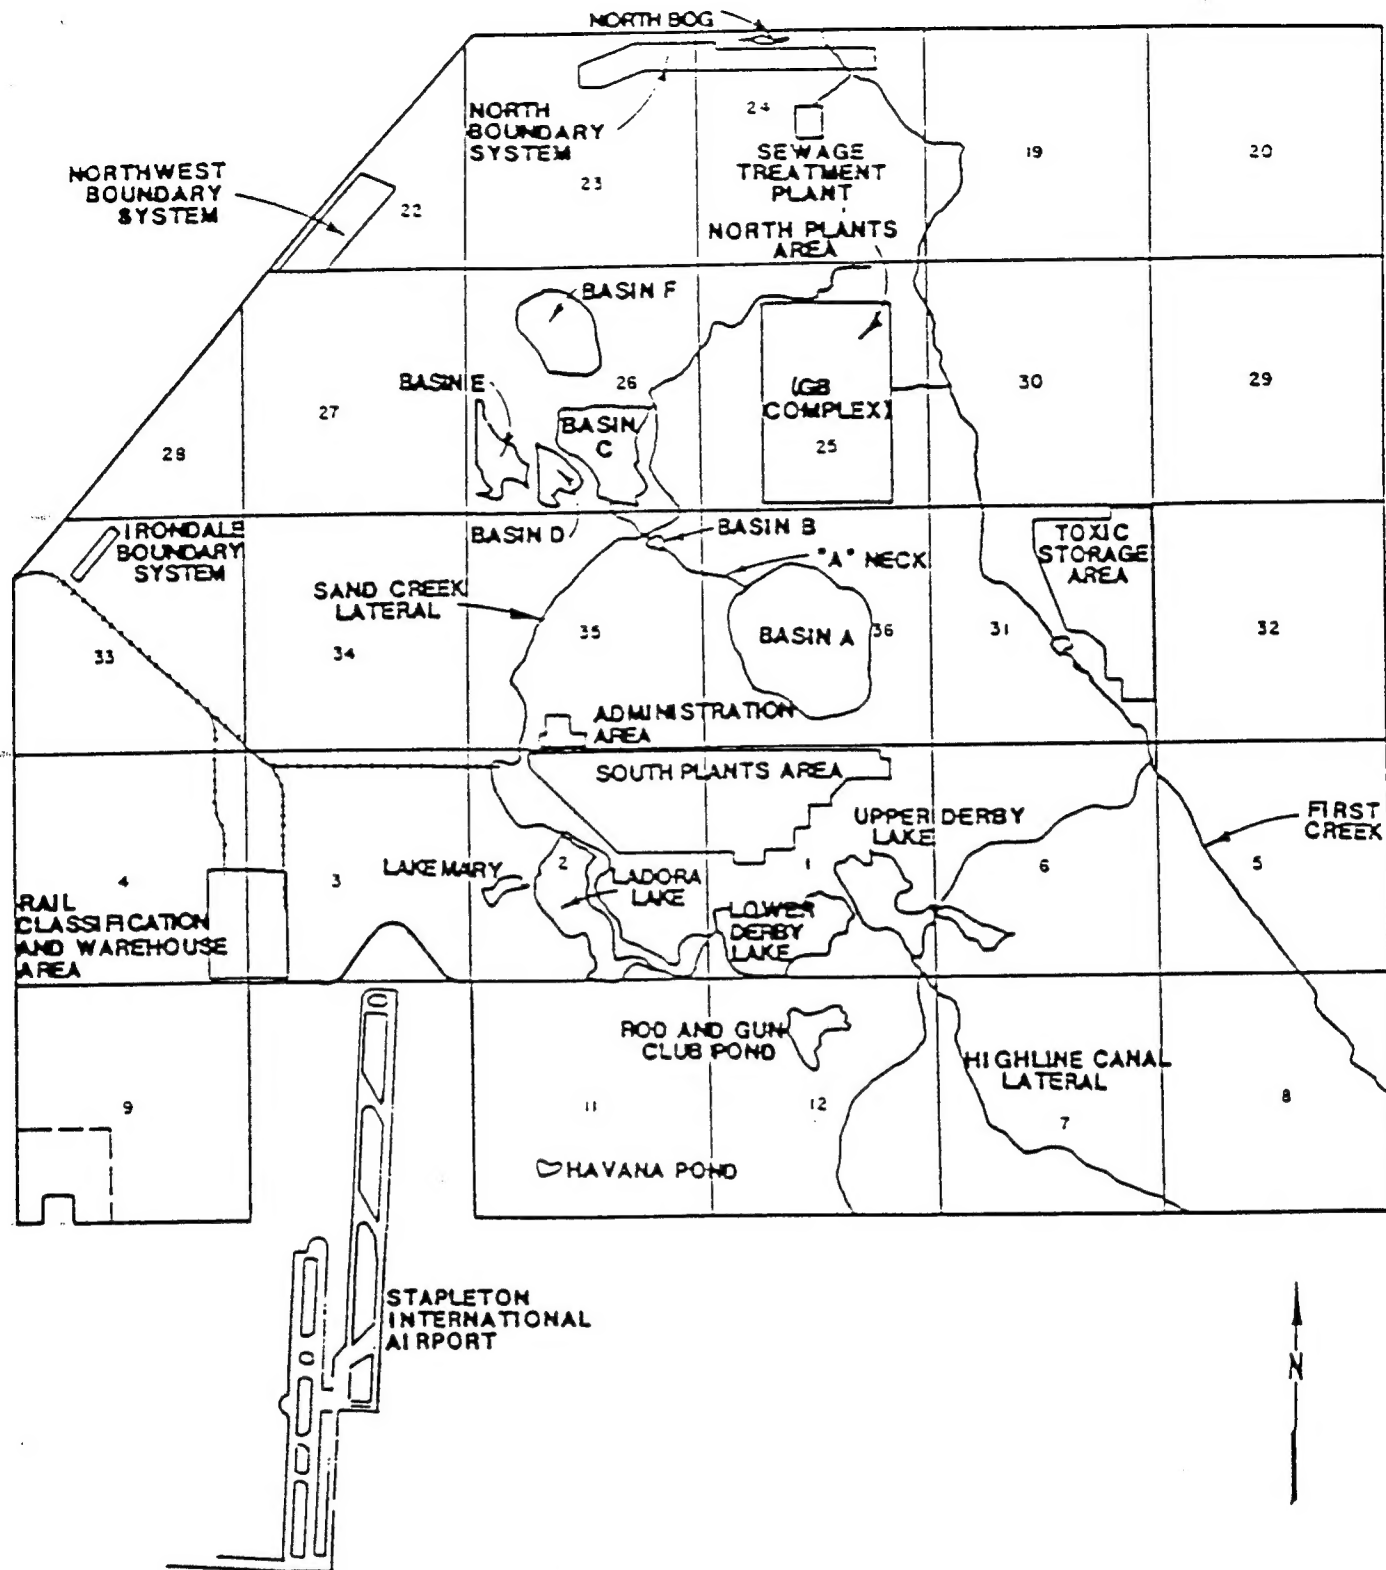 NORTH BOG
24
NORTH
BOUNDARY
SYSTEM
SEWAGE
TREATMENT
PLANT
19
20
NORTHWEST
BOUNDARY
SYSTEM
22
23
NORTH PLANTS
AREA
BASIN F
BASIN E
26
27
(GB
COMPLEX)
30
29
BASIN
C
25
28
IRONDALE
BOUNDARY
SYSTEM
BASIN D
BASIN B
"A" NECK
TOXIC
STORAGE
AREA
SAND CREEK
LATERAL
35
BASIN A
36
31
32
33
34
ADMINISTRATION
AREA
SOUTH PLANTS AREA
UPPER DERBY
LAKE
FIRST
CREEK
LAKE MARY
2
LADORA
LAKE
1
6
5
4
3
RAIL
CLASSIFICATION
AND WAREHOUSE
AREA
LOWER
DERBY
LAKE
ROD AND GUN
CLUB POND
HIGHLINE CANAL
LATERAL
9
11
12
7
8
HAVANA POND
STAPLETON
INTERNATIONAL
AIRPORT
N